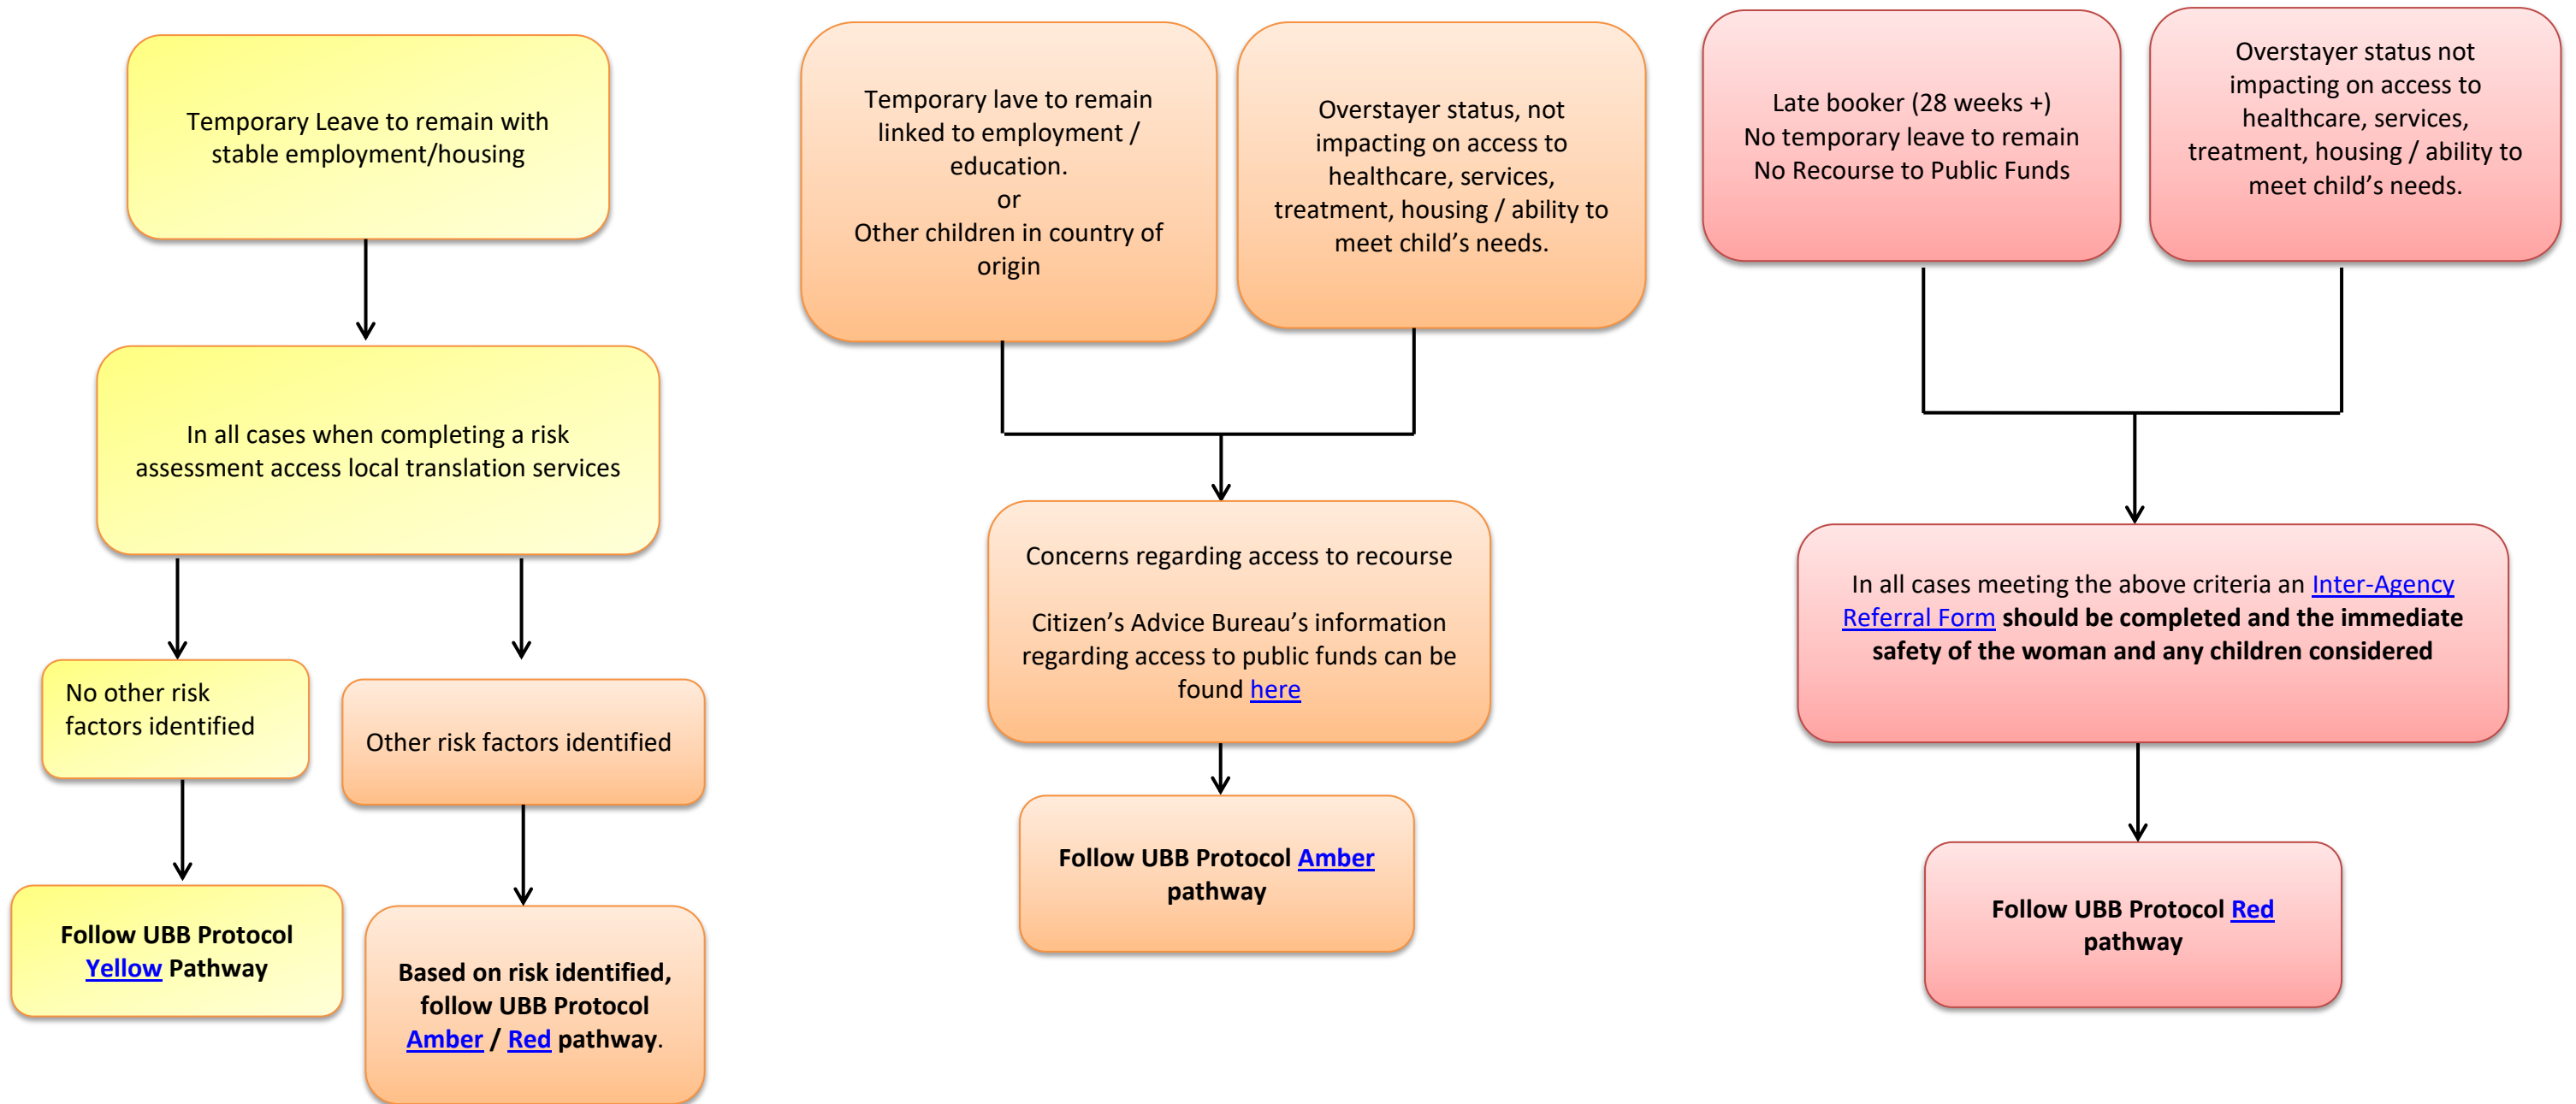 Temporary Leave to remain with
stable employment/housing
In all cases when completing a risk
assessment access local translation services
No other risk
factors identified
Other risk factors identified
Follow UBB Protocol
Yellow Pathway
Based on risk identified,
follow UBB Protocol
Amber / Red pathway.
Temporary lave to remain
linked to employment /
education.
or
Other children in country of
origin
Overstayer status, not
impacting on access to
healthcare, services,
treatment, housing / ability to
meet child’s needs.
Concerns regarding access to recourse
Citizen’s Advice Bureau’s information
regarding access to public funds can be
found here
Follow UBB Protocol Amber
pathway
Late booker (28 weeks +)
No temporary leave to remain
No Recourse to Public Funds
Overstayer status not
impacting on access to
healthcare, services,
treatment, housing / ability to
meet child’s needs.
In all cases meeting the above criteria an Inter-Agency
Referral Form should be completed and the immediate
safety of the woman and any children considered
Follow UBB Protocol Red
pathway